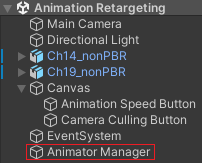 Animation Retargeting
Main Camera
Directional Light
Ch14_nonPBR
Ch19_nonPBR
Canvas
Animation Speed Button
Camera Culling Button
EventSystem
Animator Manager